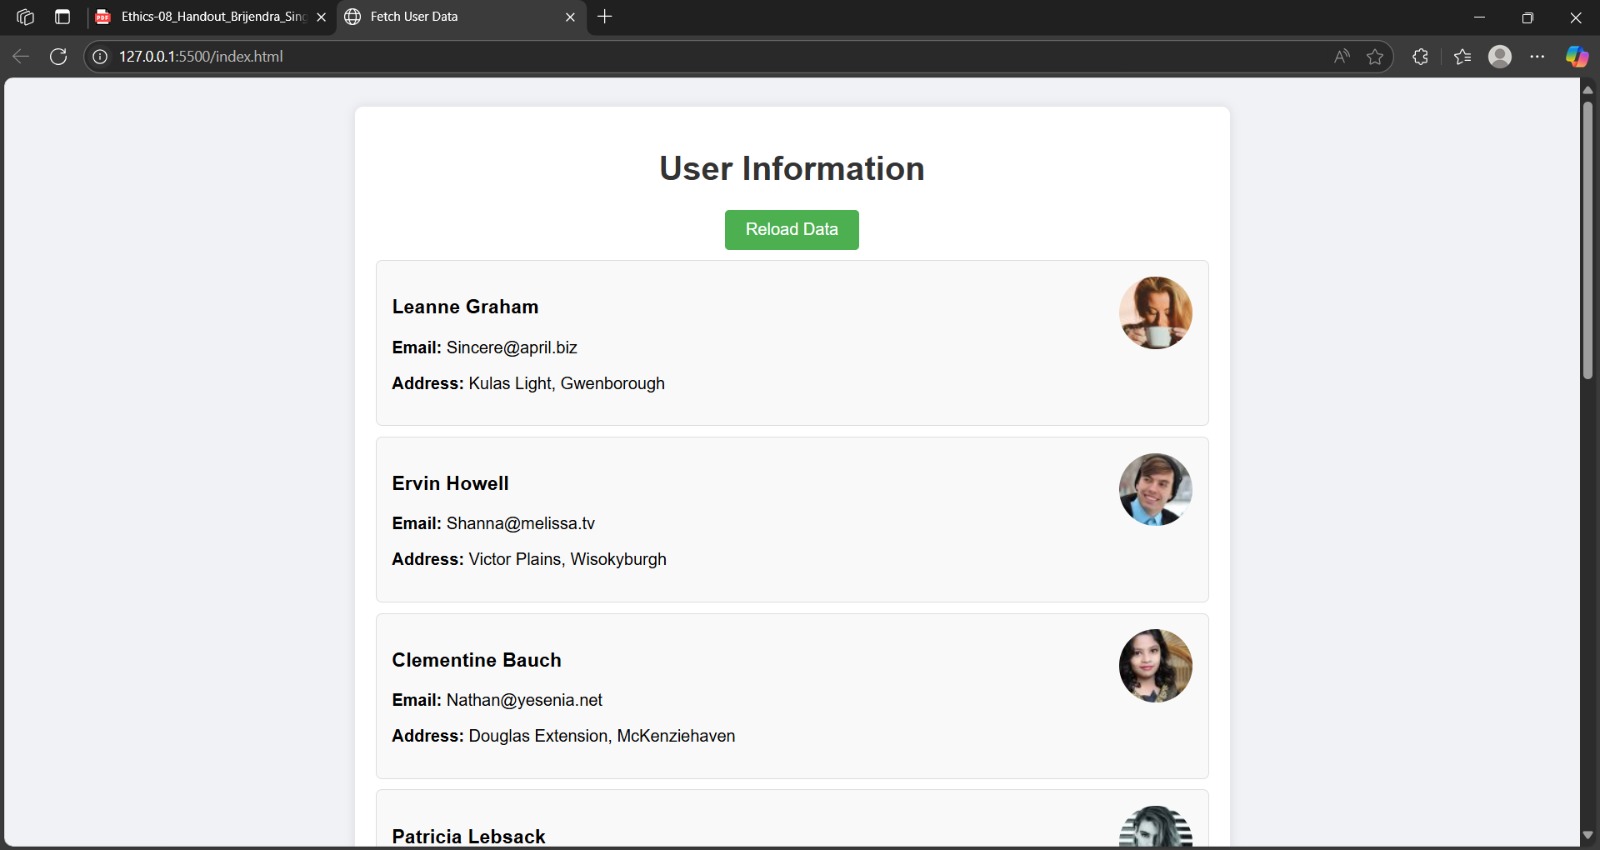 Ethics-08_Handout_Brijendra_Sin
Fetch User Data
127.0.0.1:5500/index.html
User Information
Reload Data
Leanne Graham
Email: Sincere@april.biz
Address: Kulas Light, Gwenborough
Ervin Howell
Email: Shanna@melissa.tv
Address: Victor Plains, Wisokyburgh
Clementine Bauch
Email: Nathan@yesenia.net
Address: Douglas Extension, McKenziehaven
Patricia Lebsack